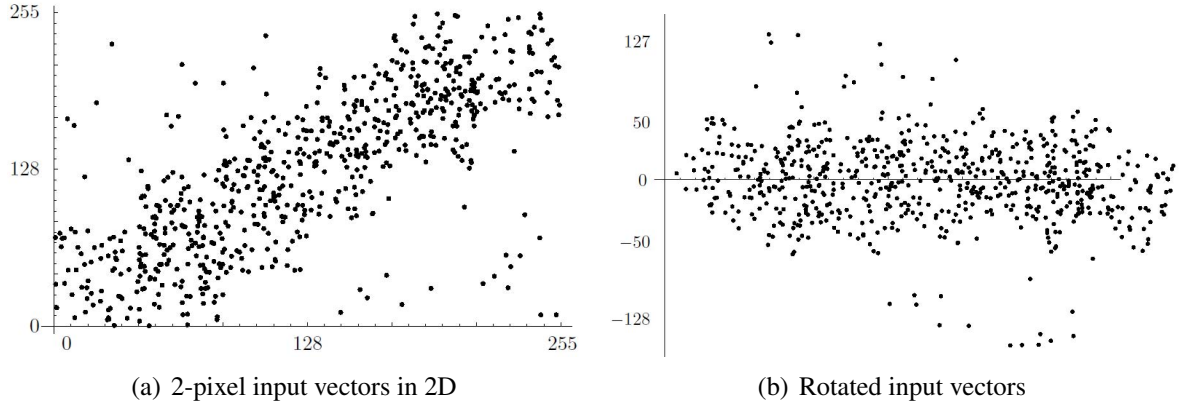 255
128
0
0 128 255
(a) 2-pixel input vectors in 2D
127
50
0
−50
−128
(b) Rotated input vectors